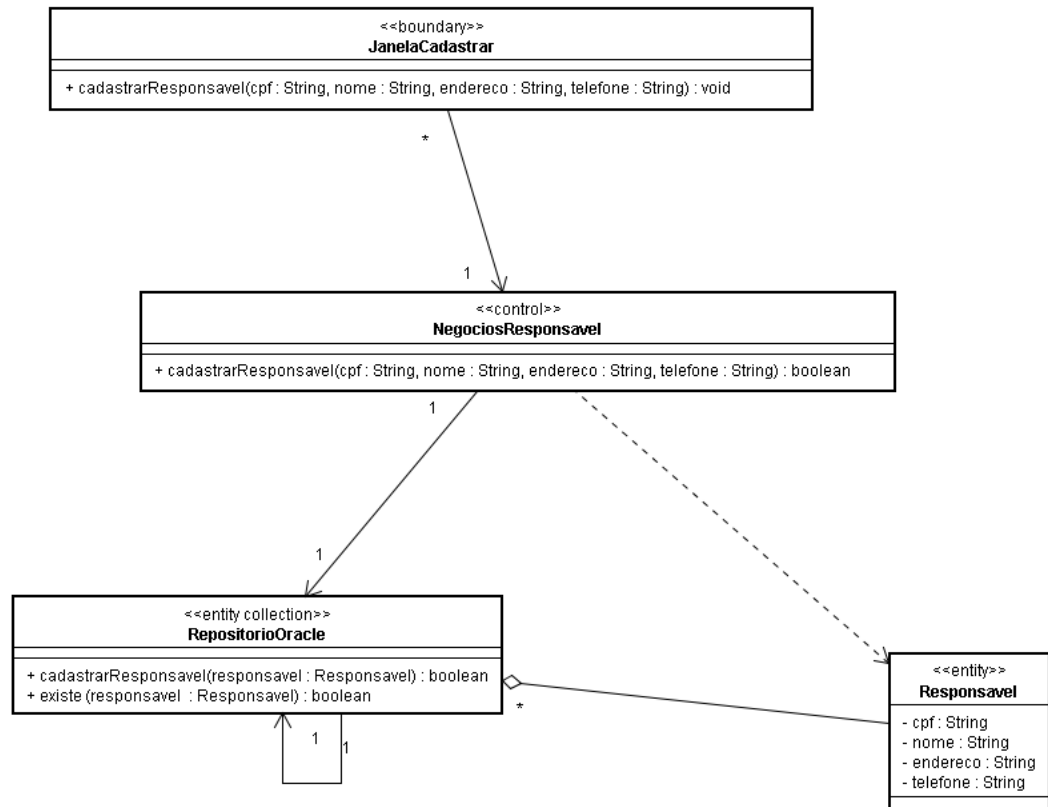 <<boundary>>
JanelaCadastrar
+ cadastrarResponsavel(cpf : String, nome : String, endereco : String, telefone : String) : void
*
1
<<control>>
NegociosResponsavel
+ cadastrarResponsavel(cpf : String, nome : String, endereco : String, telefone : String) : boolean
1
1
<<entity collection>>
RepositorioOracle
+ cadastrarResponsavel(responsavel : Responsavel) : boolean
+ existe (responsavel : Responsavel) : boolean
*
1
1
<<entity>>
Responsavel
- cpf : String
- nome : String
- endereco : String
- telefone : String